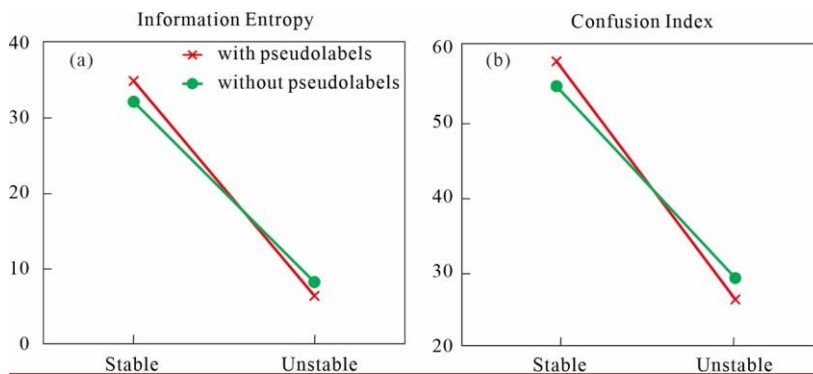 Information Entropy
Confusion Index
(a)
with pseudolabels
without pseudolabels
40
30
20
10
0
Stable
Unstable
(b)
60
50
40
30
20
Stable
Unstable